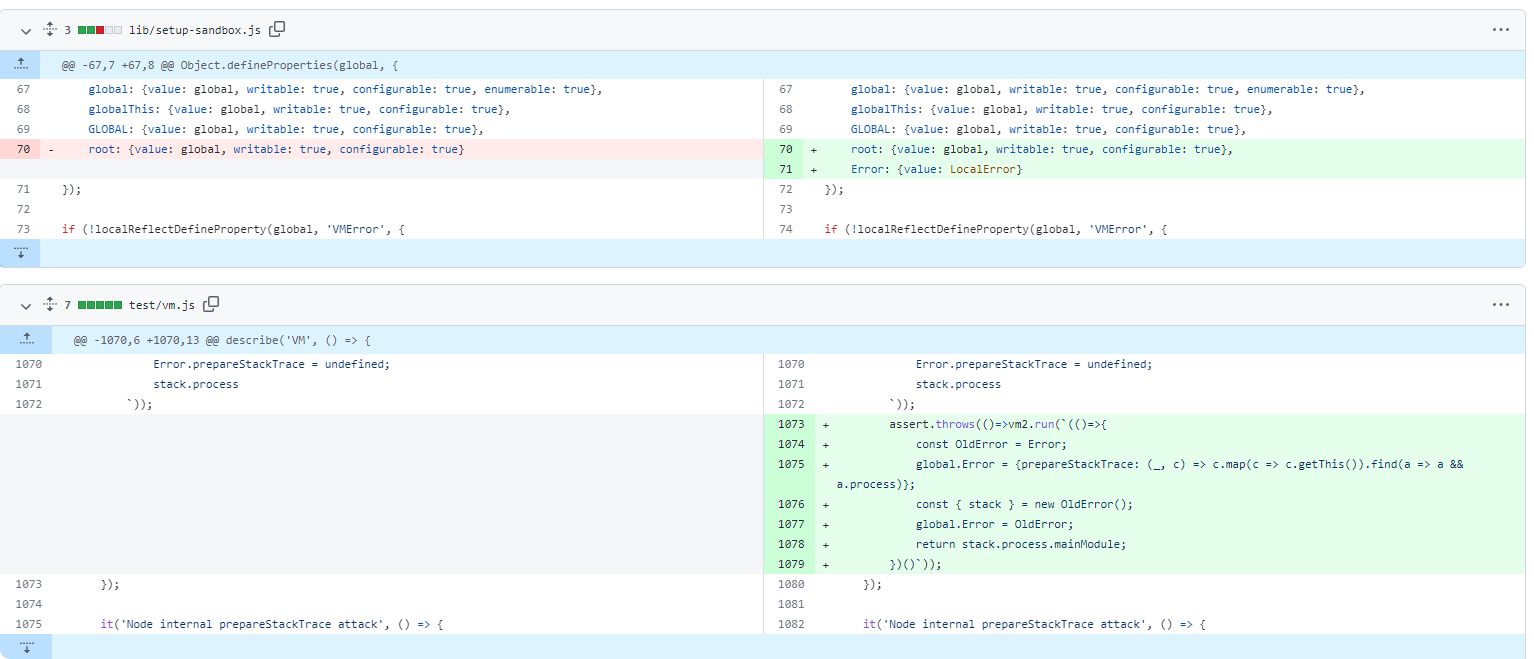 3 lib/setup-sandbox.js
@@ -67,7 +67,8 @@ Object.defineProperties(global, {
67 global: {value: global, writable: true, configurable: true, enumerable: true},
68 globalThis: {value: global, writable: true, configurable: true},
69 GLOBAL: {value: global, writable: true, configurable: true},
70 - root: {value: global, writable: true, configurable: true}
71 });
72
73 if (!localReflectDefineProperty(global, 'VMError', {
67 global: {value: global, writable: true, configurable: true, enumerable: true},
68 globalThis: {value: global, writable: true, configurable: true},
69 GLOBAL: {value: global, writable: true, configurable: true},
70 + root: {value: global, writable: true, configurable: true},
71 + Error: {value: LocalError}
72 });
73
74 if (!localReflectDefineProperty(global, 'VMError', {
7 test/vm.js
@@ -1070,6 +1070,13 @@ describe('VM', () => {
1070 Error.prepareStackTrace = undefined;
1071 stack.process
1072 `));
1073 });
1074
1075 it('Node internal prepareStackTrace attack', () => {
1070 Error.prepareStackTrace = undefined;
1071 stack.process
1072 `));
1073 + assert.throws(()=>vm2.run(`(()=>{
1074 + const OldError = Error;
1075 + global.Error = {prepareStackTrace: (_, c) => c.map(c => c.getThis()).find(a => a &&
a.process)};
1076 + const { stack } = new OldError();
1077 + global.Error = OldError;
1078 + return stack.process.mainModule;
1079 + })()`));
1080 });
1081
1082 it('Node internal prepareStackTrace attack', () => {